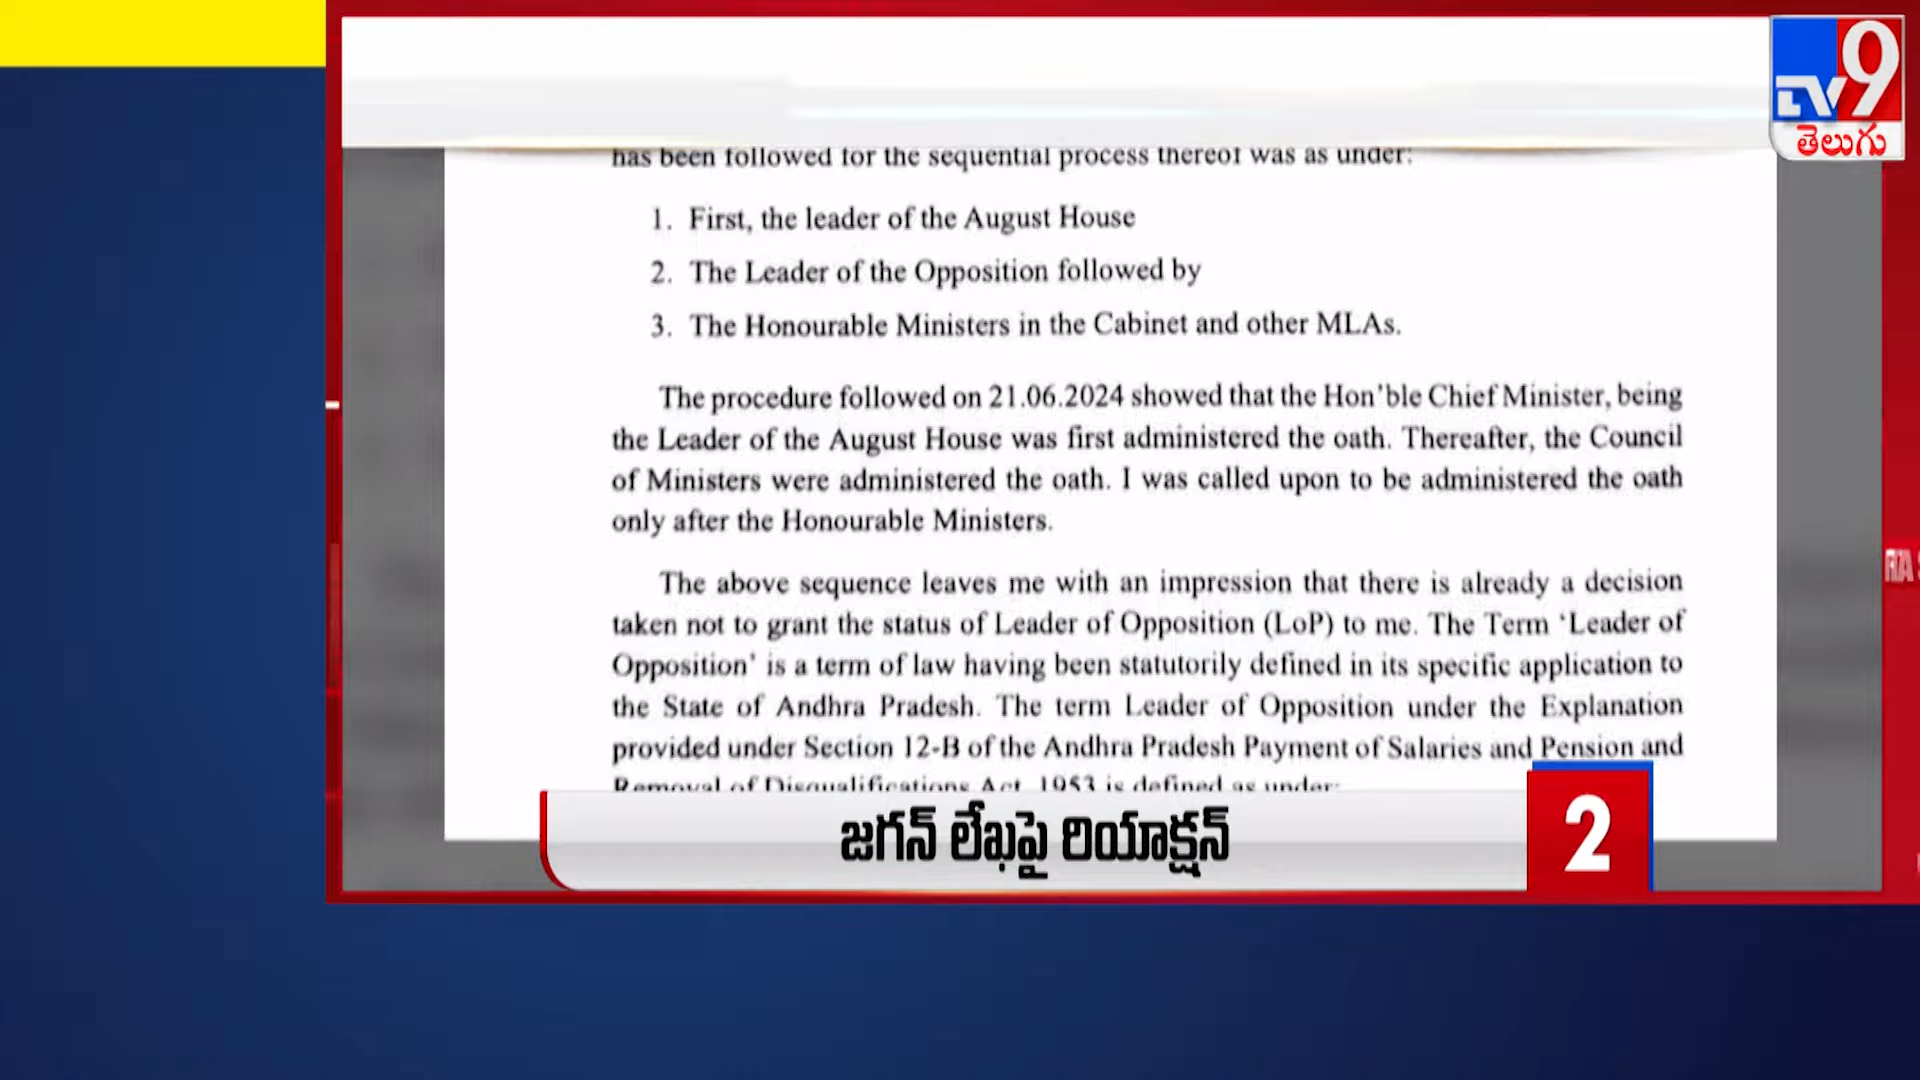 TV9
తెలుగు
has been followed for the sequential process thereof was as under:
1. First, the leader of the August House
2. The Leader of the Opposition followed by
3. The Honourable Ministers in the Cabinet and other MLAs.
The procedure followed on 21.06.2024 showed that the Hon'ble Chief Minister, being
the Leader of the August House was first administered the oath. Thereafter, the Council
of Ministers were administered the oath. I was called upon to be administered the oath
only after the Honourable Ministers.
The above sequence leaves me with an impression that there is already a decision
taken not to grant the status of Leader of Opposition (LoP) to me. The Term ‘Leader of
Opposition’ is a term of law having been statutorily defined in its specific application to
the State of Andhra Pradesh. The term Leader of Opposition under the Explanation
provided under Section 12-B of the Andhra Pradesh Payment of Salaries and Pension and
Removal of Disqualifications Act, 1953 is defined as under:
జగన్ లేఖపై రియాక్షన్
2